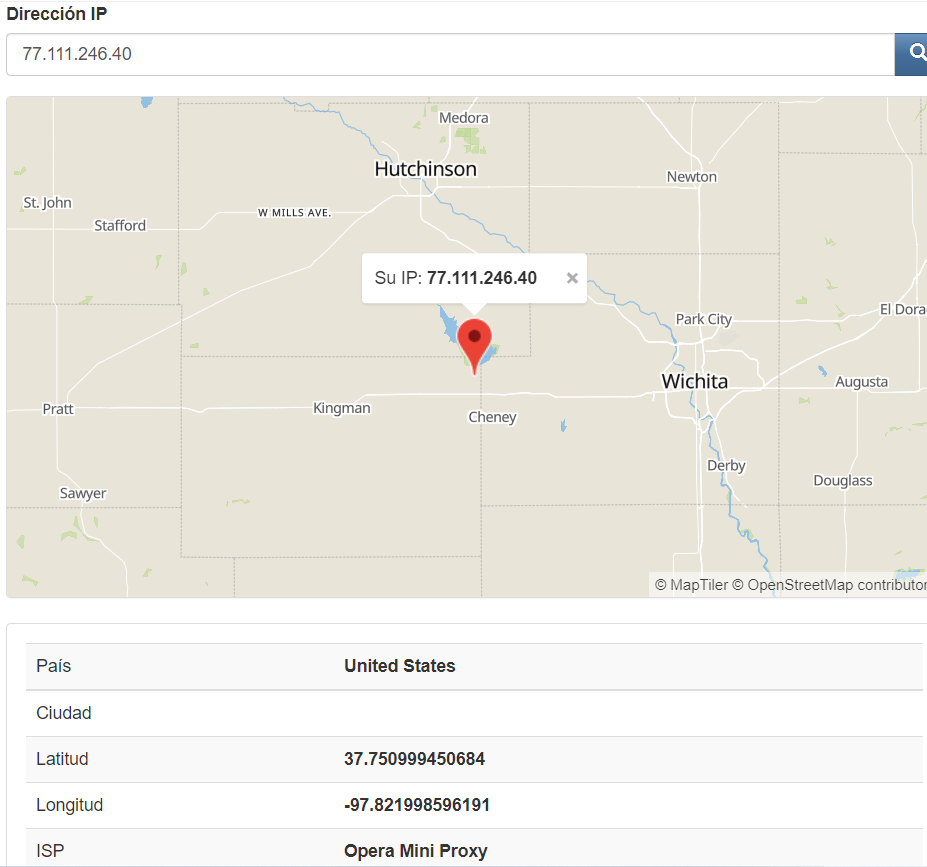 Dirección IP
77.111.246.40
Medora
Hutchinson
Newton
St. John
W MILLS AVE.
Stafford
Su IP: 77.111.246.40 ×
El Dora
Park City
Wichita
Augusta
Pratt
Kingman
Cheney
Derby
Douglass
Sawyer
© MapTiler © OpenStreetMap contributor
País United States
Ciudad
Latitud 37.750999450684
Longitud -97.821998596191
ISP Opera Mini Proxy